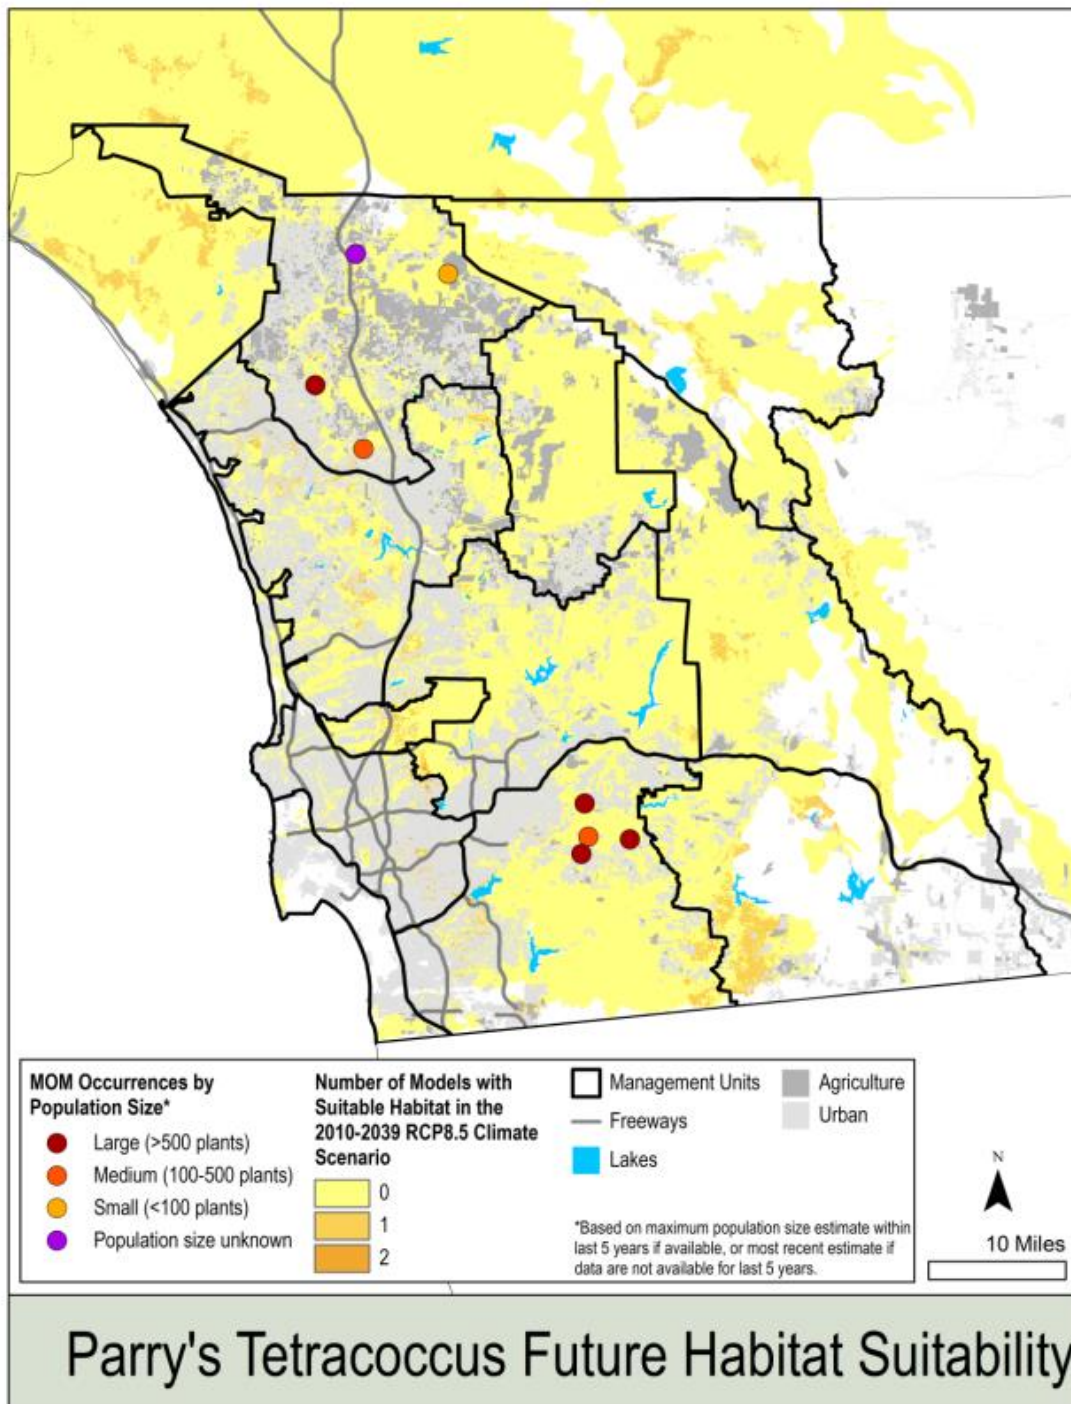 MOM Occurrences by
Population Size*
Large (>500 plants)
Medium (100-500 plants)
Small (<100 plants)
Population size unknown
Number of Models with
Suitable Habitat in the
2010-2039 RCP8.5 Climate
Scenario
0
1
2
Management Units
Freeways
Lakes
Agriculture
Urban
*Based on maximum population size estimate within
last 5 years if available, or most recent estimate if
data are not available for last 5 years.
N
10 Miles
Parry's Tetracoccus Future Habitat Suitability